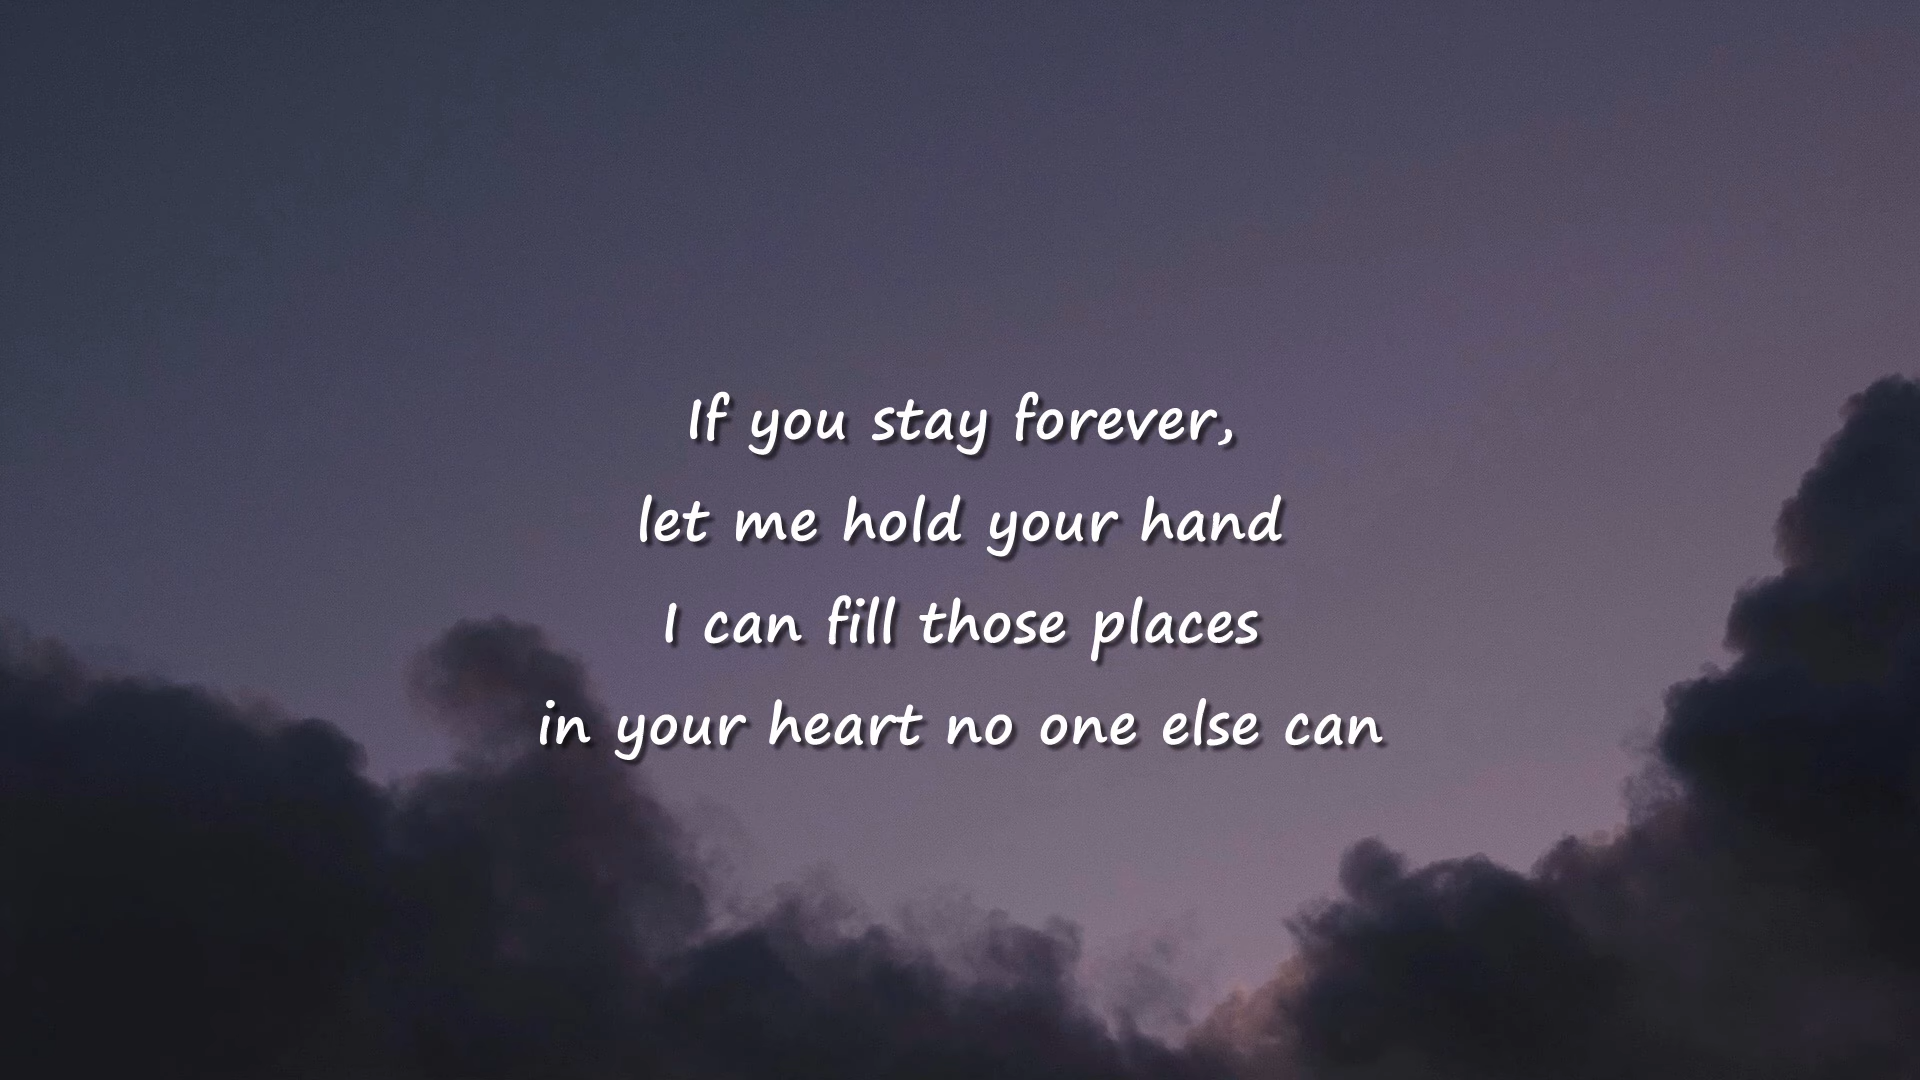 If you stay forever,
let me hold your hand
I can fill those places
in your heart no one else can